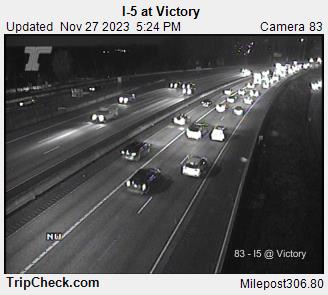 I-5 at Victory
Updated Nov 27 2023 5:24 PM Camera 83
T
NW
83 - I5 @ Victory
TripCheck.com Milepost306.80